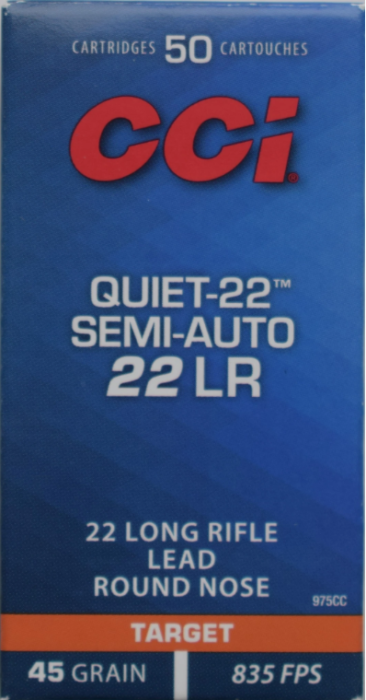 CARTRIDGES 50 CARTOUCHES
CCi®
QUIET-22™
SEMI-AUTO
22 LR
22 LONG RIFLE
LEAD
ROUND NOSE
975CC
TARGET
45 GRAIN 835 FPS